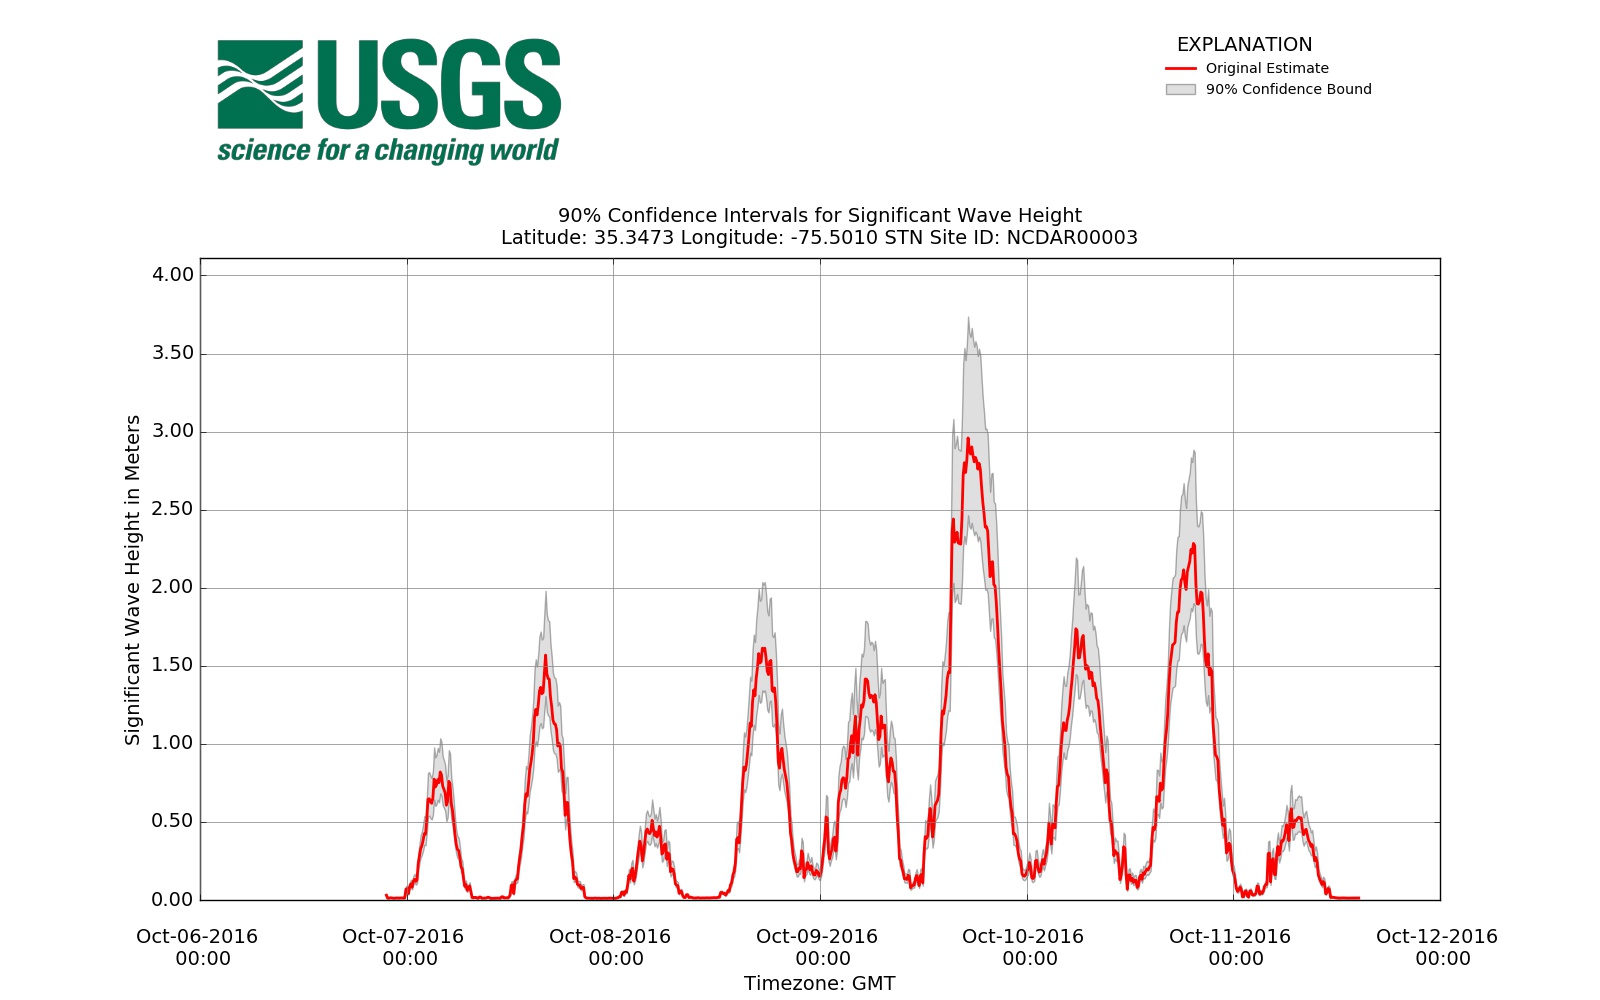 USGS
science for a changing world
EXPLANATION
Original Estimate
90% Confidence Bound
90% Confidence Intervals for Significant Wave Height
Latitude: 35.3473 Longitude: -75.5010 STN Site ID: NCDAR00003
Significant Wave Height in Meters
4.00
3.50
3.00
2.50
2.00
1.50
1.00
0.50
0.00
Oct-06-2016 Oct-07-2016 Oct-08-2016 Oct-09-2016 Oct-10-2016 Oct-11-2016 Oct-12-2016
00:00 00:00 00:00 00:00 00:00 00:00 00:00
Timezone: GMT